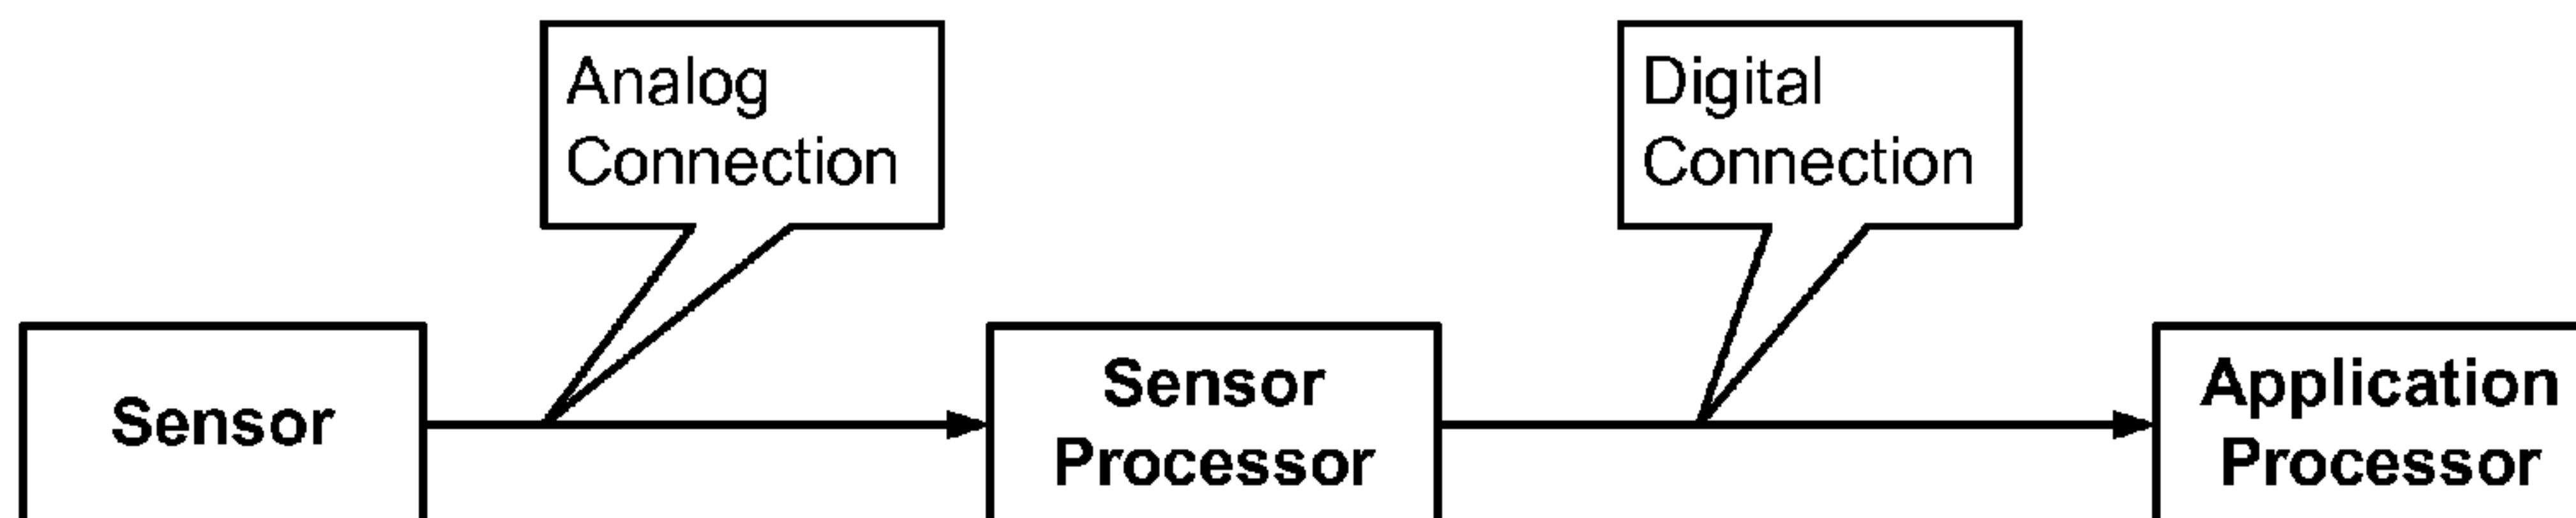 Analog
Connection
Digital
Connection
Sensor
Sensor
Processor
Application
Processor